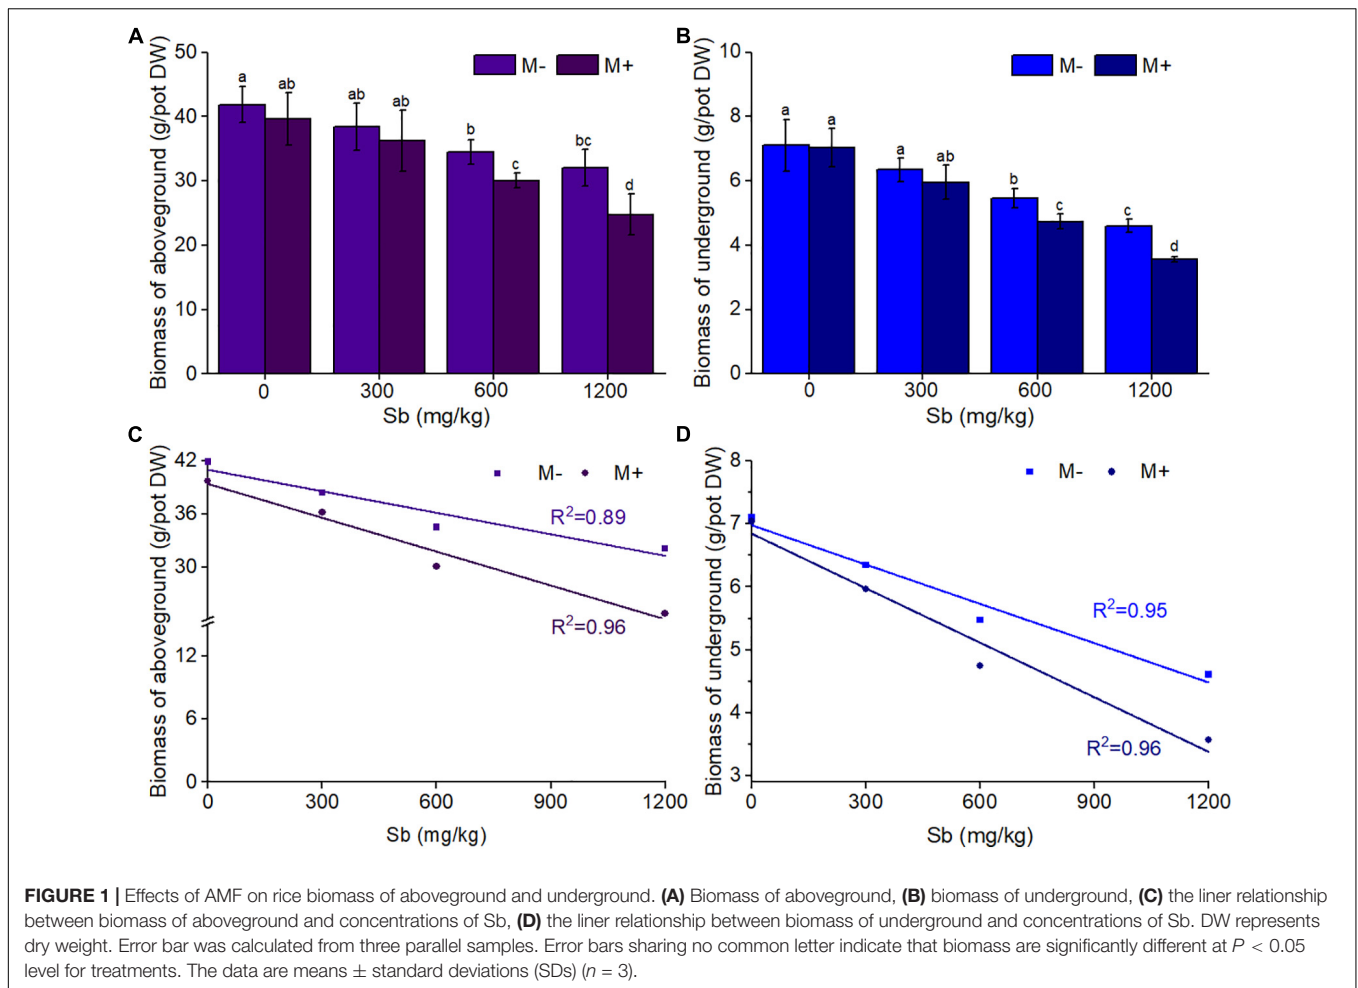 A
Biomass of aboveground (g/pot DW)
50
40
30
20
10
0
M- M+
a ab ab ab b c bc d
0 300 600 1200
Sb (mg/kg)
B
Biomass of underground (g/pot DW)
10
8
6
4
2
0
M- M+
a a a ab b c c d
0 300 600 1200
Sb (mg/kg)
C
Biomass of aboveground (g/pot DW)
42
36
30
12
6
0
M- M+
R²=0.89
R²=0.96
0 300 600 900 1200
Sb (mg/kg)
D
Biomass of underground (g/pot DW)
8
7
6
5
4
3
M- M+
R²=0.95
R²=0.96
0 300 600 900 1200
Sb (mg/kg)
FIGURE 1 | Effects of AMF on rice biomass of aboveground and underground. (A) Biomass of aboveground, (B) biomass of underground, (C) the liner relationship
between biomass of aboveground and concentrations of Sb, (D) the liner relationship between biomass of underground and concentrations of Sb. DW represents
dry weight. Error bar was calculated from three parallel samples. Error bars sharing no common letter indicate that biomass are significantly different at P < 0.05
level for treatments. The data are means ± standard deviations (SDs) (n = 3).